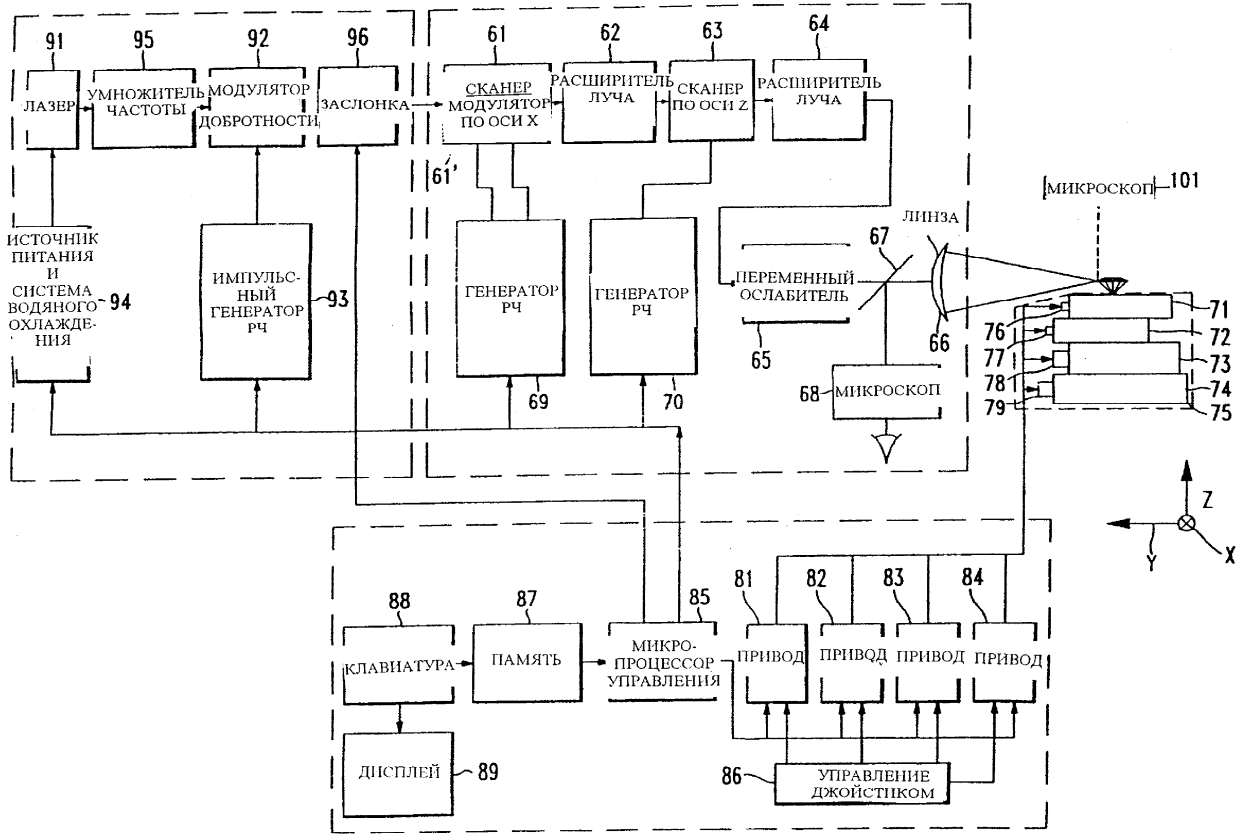 91
95
92
96
61
62
63
64
ЛАЗЕР
УМНОЖИТЕЛЬ
ЧАСТОТЫ
МОДУЛЯТОР
ДОБРОТНОСТИ
ЗАСЛОНКА
СКАНЕР
МОДУЛЯТОР
ПО ОСИ X
РАСШИРИТЕЛЬ
ЛУЧА
СКАНЕР
ПО ОСИ Z
РАСШИРИТЕЛЬ
ЛУЧА
61'
МИКРОСКОП
101
ИСТОЧНИК
ПИТАНИЯ
И
СИСТЕМА
ВОДЯНОГО
ОХЛАЖДЕ-
НИЯ
94
ИМПУЛЬС-
НЫЙ
ГЕНЕРАТОР
РЧ
93
ГЕНЕРАТОР
РЧ
69
ГЕНЕРАТОР
РЧ
70
ПЕРЕМЕННЫЙ
ОСЛАБИТЕЛЬ
65
67
ЛИНЗА
66
68
МИКРОСКОП
76
77
78
79
71
72
73
74
75
Z
Y
X
88
87
85
81
82
83
84
КЛАВИАТУРА
ПАМЯТЬ
МИКРО-
ПРОЦЕССОР
УПРАВЛЕНИЯ
ПРИВОД
ПРИВОД
ПРИВОД
ПРИВОД
ДИСПЛЕЙ
89
86
УПРАВЛЕНИЕ
ДЖОЙСТИКОМ